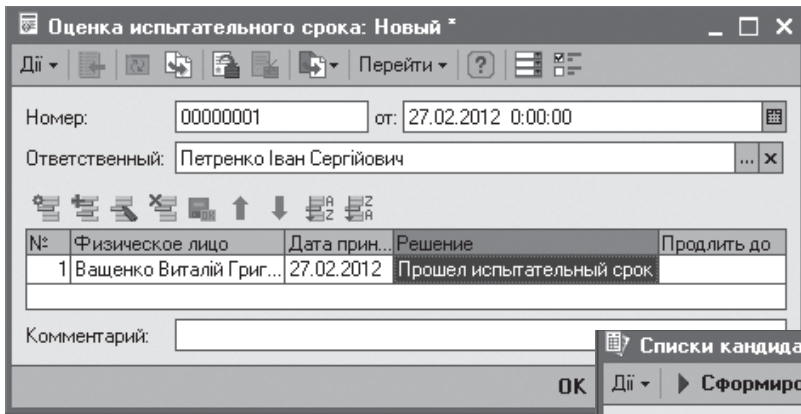 Оценка испытательного срока: Новый *
Дії Перейти
Номер: 00000001 от: 27.02.2012 0:00:00
Ответственный: Петренко Іван Сергійович ...
№ Физическое лицо Дата прин... Решение Продлить до
1 Ващенко Виталій Григ... 27.02.2012 Прошел испытательный срок
Комментарий:
Списки кандида
OK Дії Сформиро